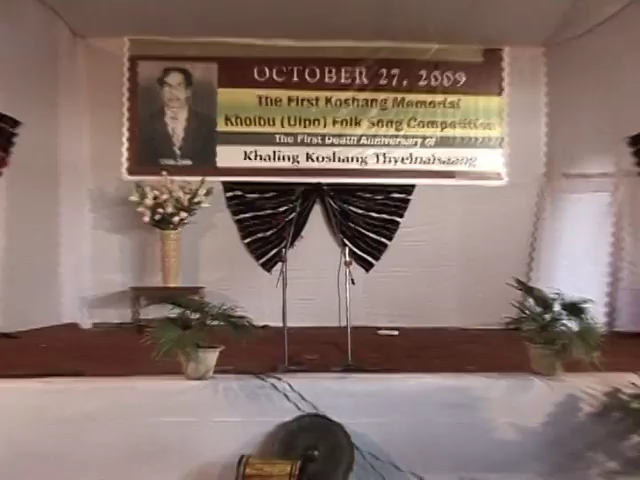 OCTOBER 27, 2009
The First Koshang Memorial
Khoibu (Uipo) Folk Song Competition
The First Death Anniversary of
Khaling Koshang